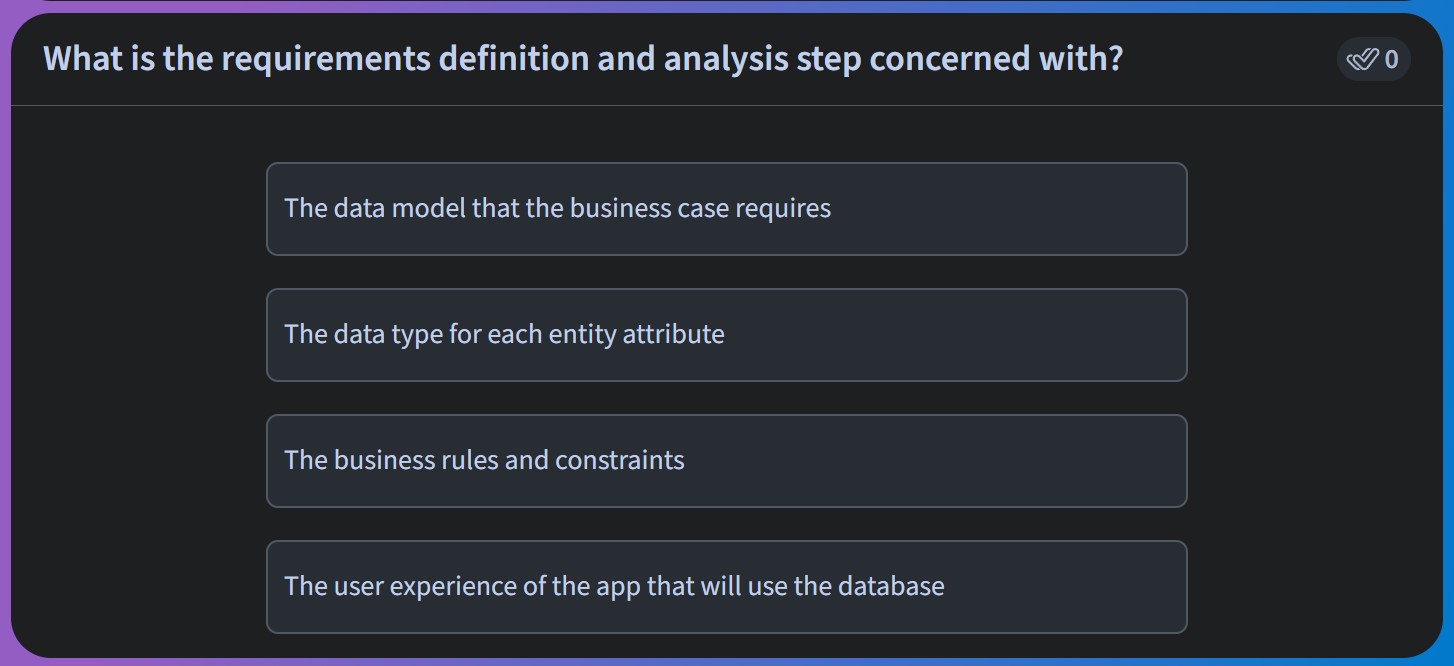 What is the requirements definition and analysis step concerned with?
0
The data model that the business case requires
The data type for each entity attribute
The business rules and constraints
The user experience of the app that will use the database